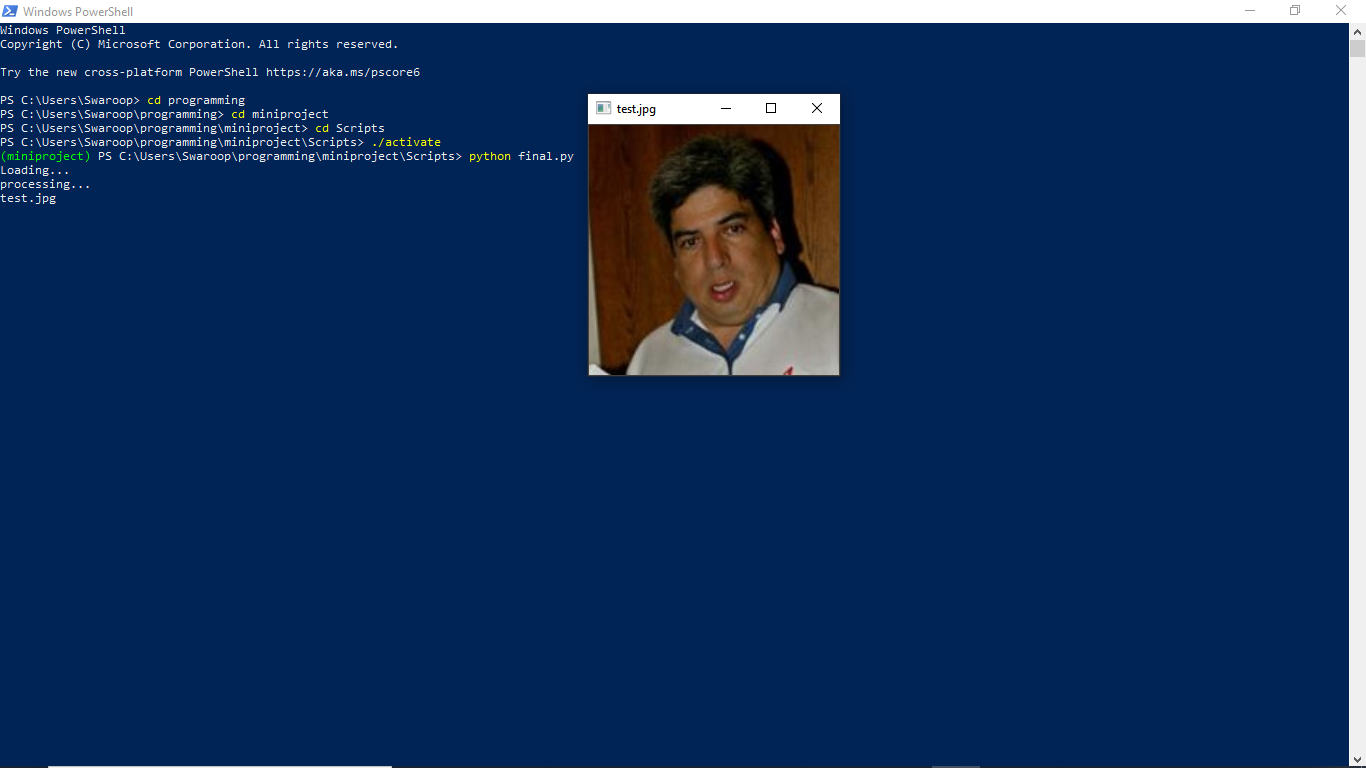 Windows PowerShell
Windows PowerShell
Copyright (C) Microsoft Corporation. All rights reserved.
Try the new cross-platform PowerShell https://aka.ms/pscore6
PS C:\Users\Swaroop> cd programming
PS C:\Users\Swaroop\programming> cd miniproject
PS C:\Users\Swaroop\programming\miniproject> cd Scripts
PS C:\Users\Swaroop\programming\miniproject\Scripts> ./activate
(miniproject) PS C:\Users\Swaroop\programming\miniproject\Scripts> python final.py
Loading...
processing...
test.jpg
test.jpg